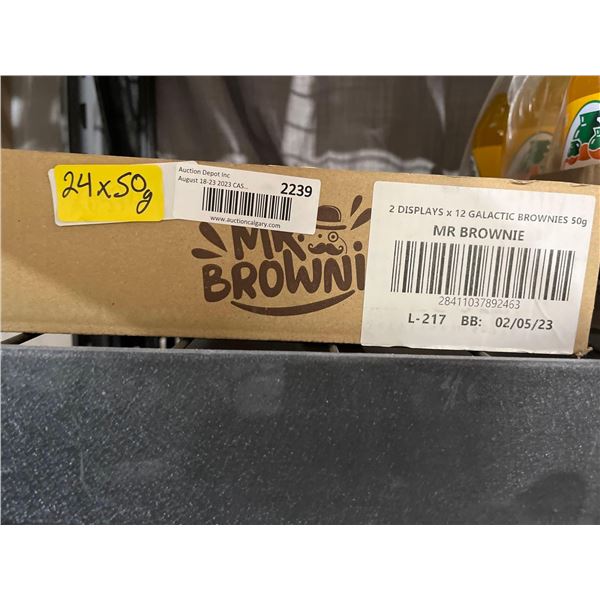 24x50g
Auction Depot Inc
August 18-23 2023 CAS...
2239
www.auctioncalgary.com
MR.
BROWNI
2 DISPLAYS x 12 GALACTIC BROWNIES 50g
MR BROWNIE
28411037892463
L-217 BB: 02/05/23